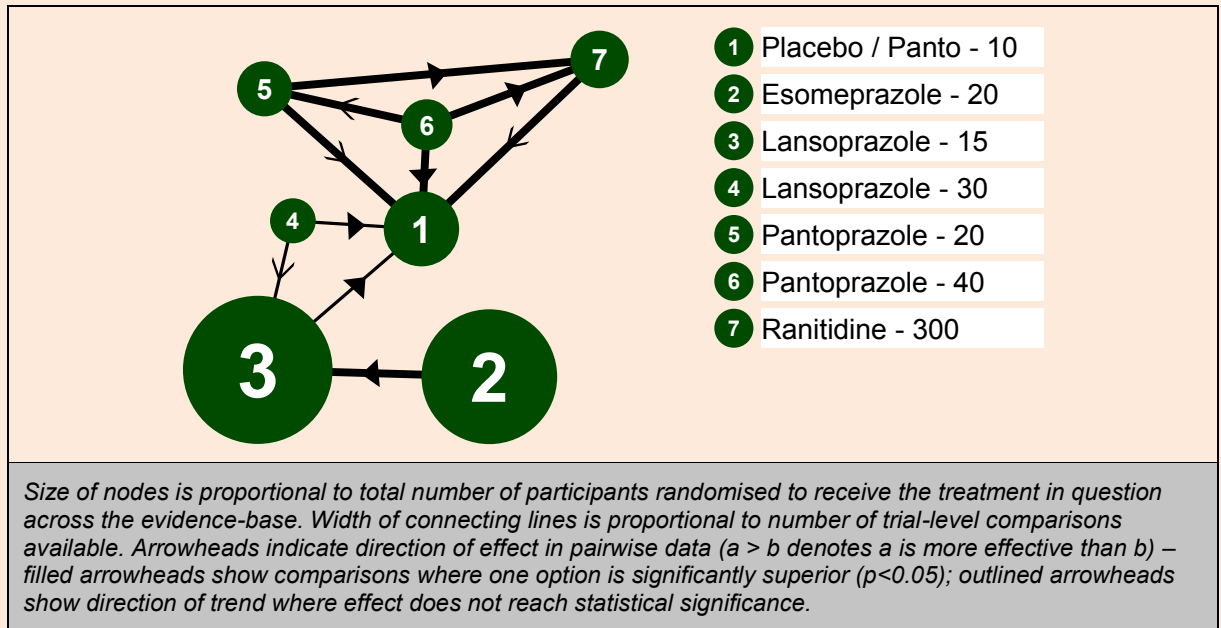 7
5
6
4
1
3
2
1 Placebo / Panto - 10
2 Esomeprazole - 20
3 Lansoprazole - 15
4 Lansoprazole - 30
5 Pantoprazole - 20
6 Pantoprazole - 40
7 Ranitidine - 300
Size of nodes is proportional to total number of participants randomised to receive the treatment in question
across the evidence-base. Width of connecting lines is proportional to number of trial-level comparisons
available. Arrowheads indicate direction of effect in pairwise data (a > b denotes a is more effective than b) –
filled arrowheads show comparisons where one option is significantly superior (p<0.05); outlined arrowheads
show direction of trend where effect does not reach statistical significance.